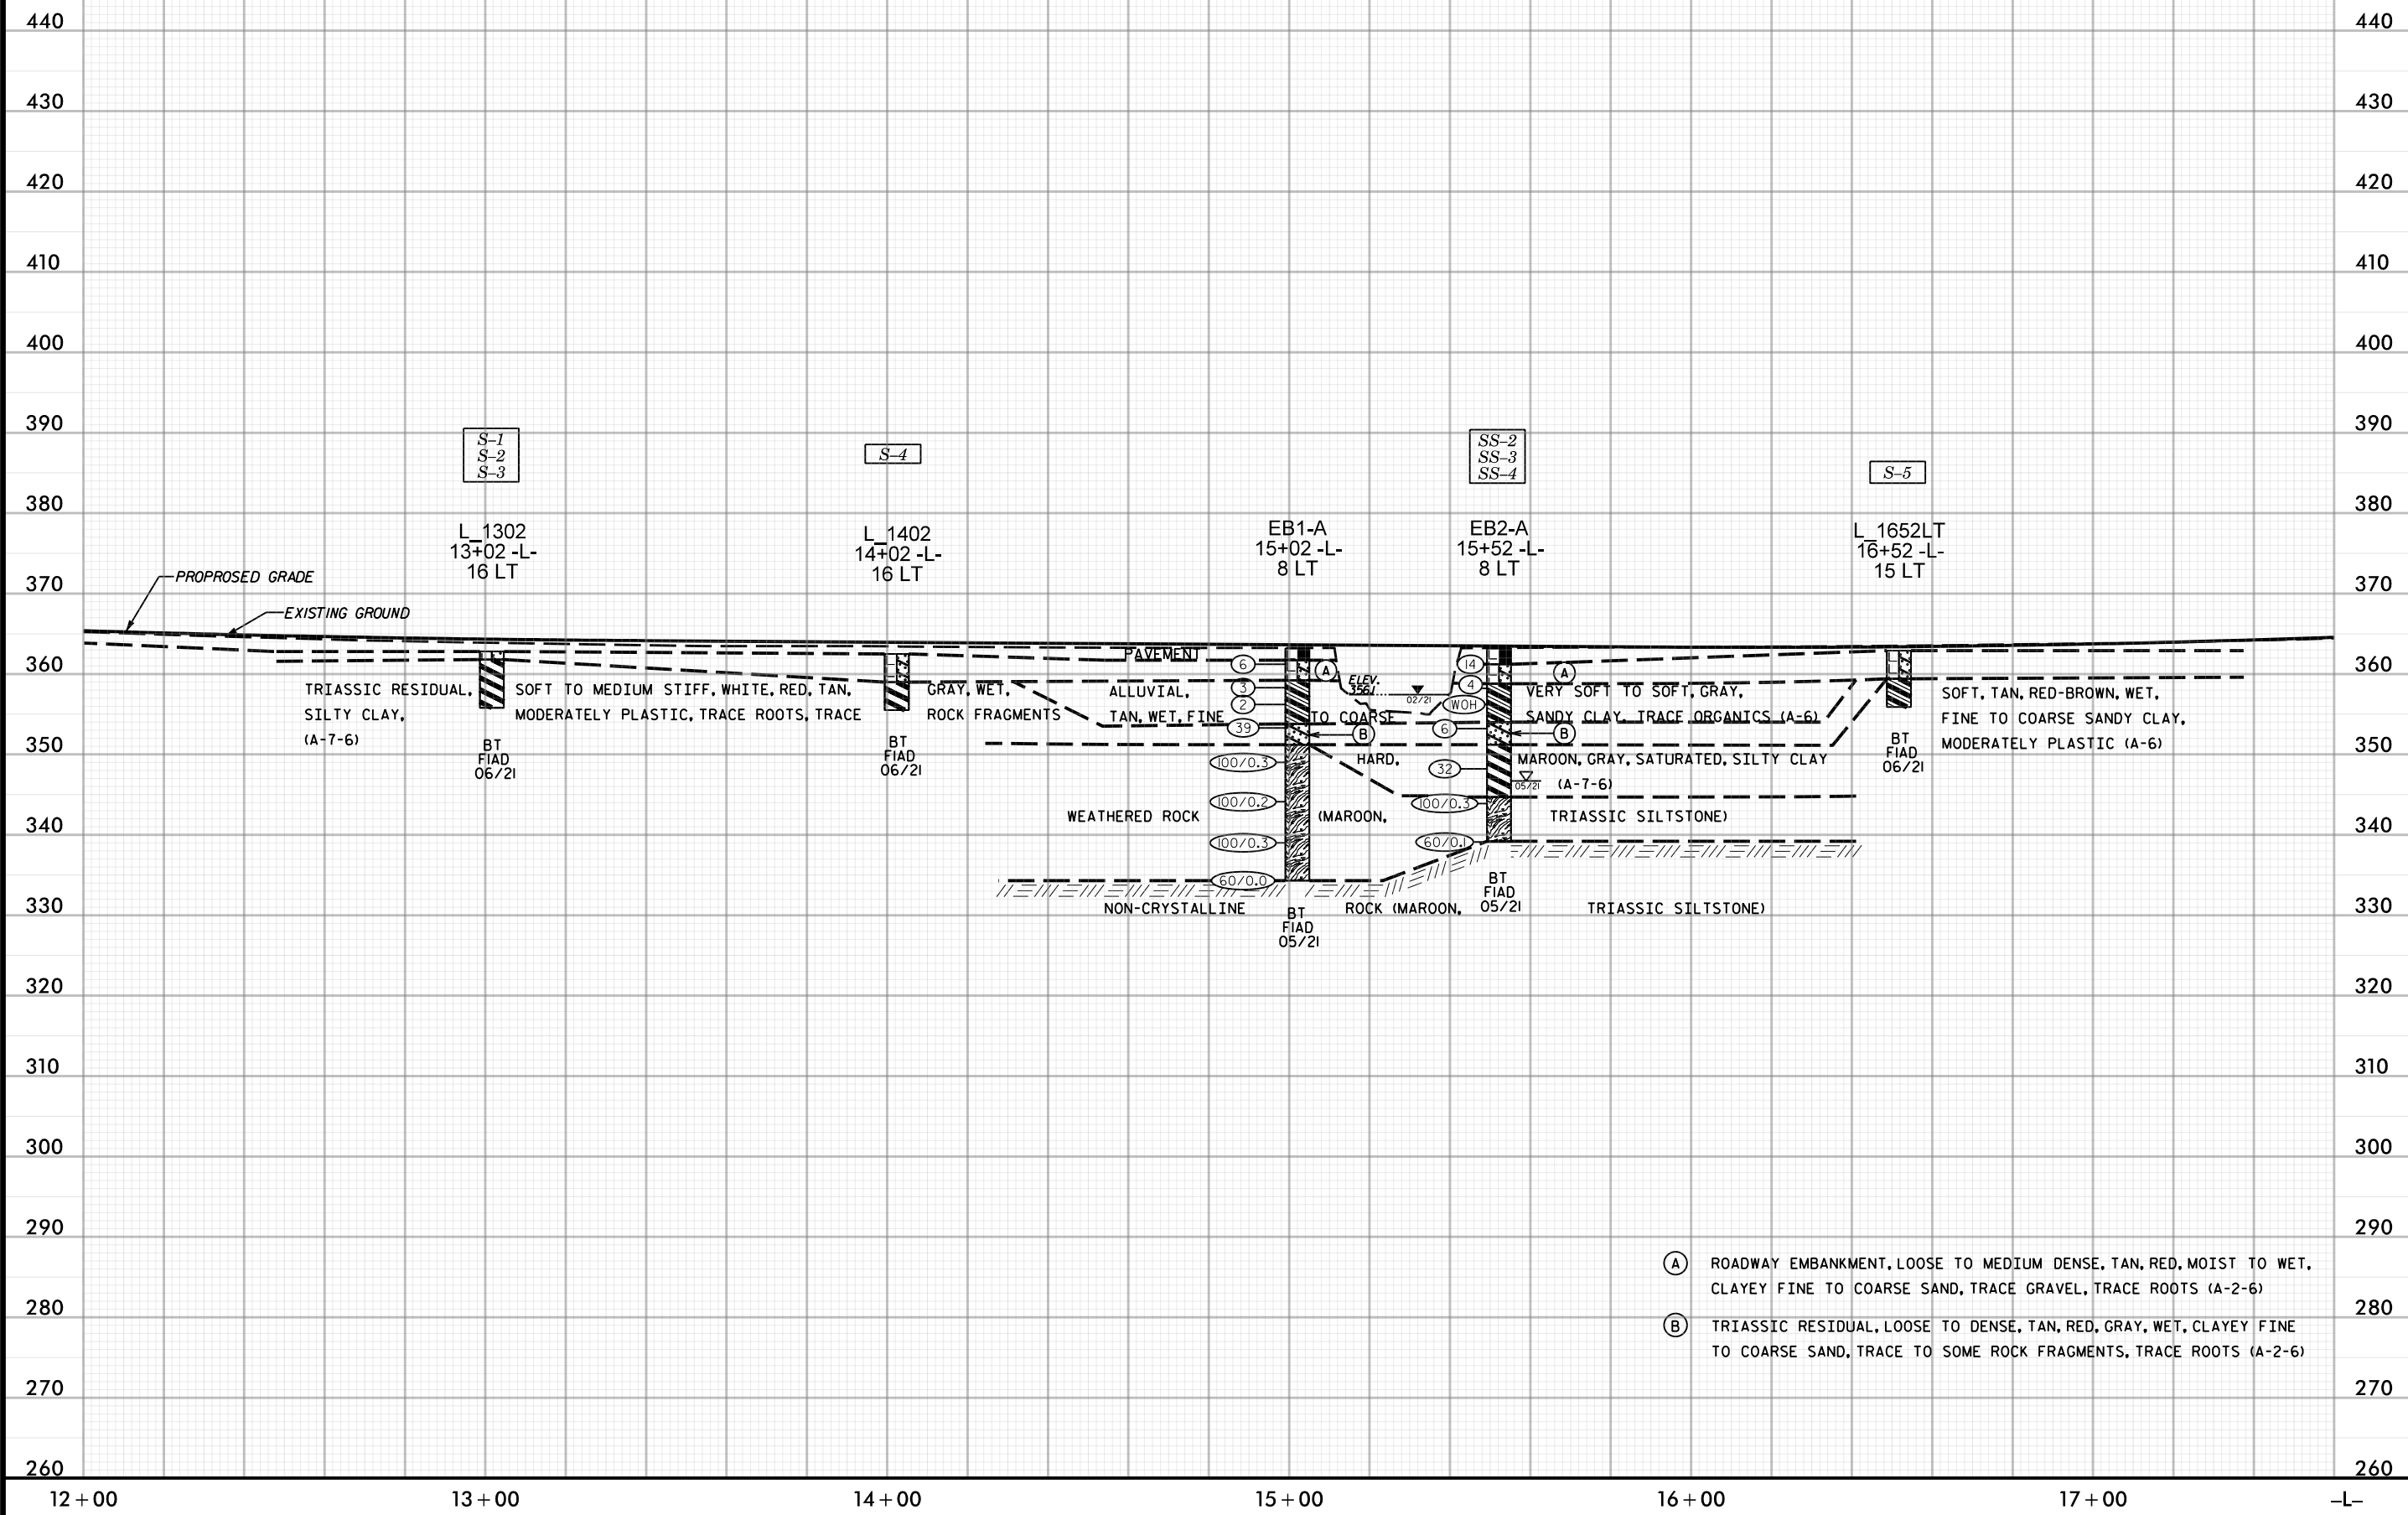 440 440
430 430
420 420
410 410
400 400
390 390
S-1
S-2
S-3
S-4
SS-2
SS-3
SS-4
S-5
380 380
L_1302
13+02 -L-
16 LT
L_1402
14+02 -L-
16 LT
EB1-A
15+02 -L-
8 LT
EB2-A
15+52 -L-
8 LT
L_1652LT
16+52 -L-
15 LT
370 370
PROPROSED GRADE
EXISTING GROUND
360 360
PAVEMENT
6
3
2
39
100/0.3
100/0.2
100/0.3
60/0.0
14
4
WOH
6
32
100/0.3
60/0.1
A
A
B
B
ELEV.
02/21
05/21
TRIASSIC RESIDUAL, SOFT TO MEDIUM STIFF, WHITE, RED, TAN, GRAY, WET,
SILTY CLAY, MODERATELY PLASTIC, TRACE ROOTS, TRACE ROCK FRAGMENTS
(A-7-6)
ALLUVIAL, VERY SOFT TO SOFT, GRAY,
TAN, WET, FINE TO COARSE SANDY CLAY, TRACE ORGANICS (A-6)
SOFT, TAN, RED-BROWN, WET,
FINE TO COARSE SANDY CLAY,
MODERATELY PLASTIC (A-6)
BT
FIAD
06/21
BT
FIAD
06/21
BT
FIAD
06/21
350 350
HARD, MAROON, GRAY, SATURATED, SILTY CLAY
(A-7-6)
WEATHERED ROCK (MAROON, TRIASSIC SILTSTONE)
340 340
BT
FIAD
05/21
BT
FIAD
05/21
NON-CRYSTALLINE ROCK (MAROON, TRIASSIC SILTSTONE)
330 330
320 320
310 310
300 300
290 290
A ROADWAY EMBANKMENT, LOOSE TO MEDIUM DENSE, TAN, RED, MOIST TO WET,
CLAYEY FINE TO COARSE SAND, TRACE GRAVEL, TRACE ROOTS (A-2-6)
280 280
B TRIASSIC RESIDUAL, LOOSE TO DENSE, TAN, RED, GRAY, WET, CLAYEY FINE
TO COARSE SAND, TRACE TO SOME ROCK FRAGMENTS, TRACE ROOTS (A-2-6)
270 270
260 260
12+00 13+00 14+00 15+00 16+00 17+00 -L-